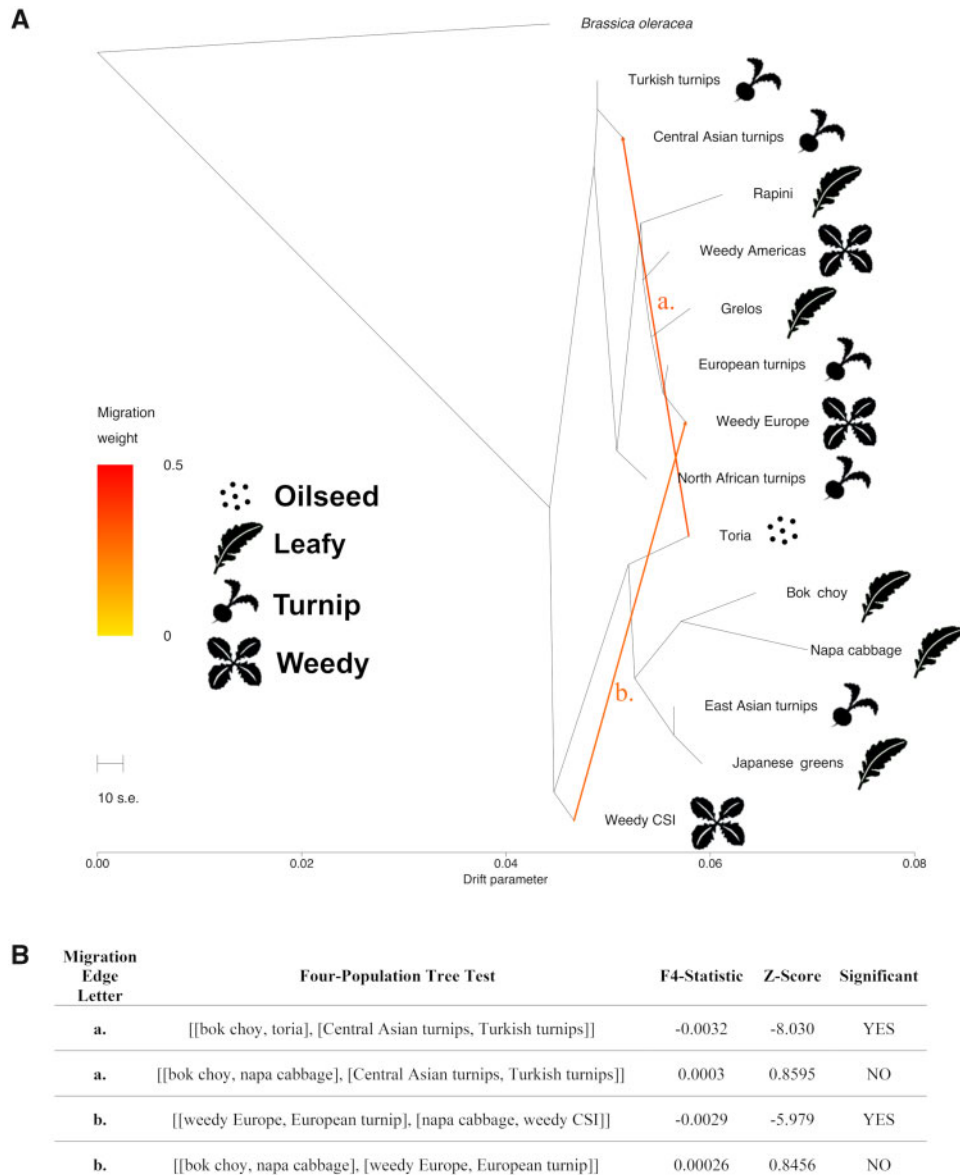 A
Brassica oleracea
Turkish turnips
Central Asian turnips
Rapini
Weedy Americas
a.
Grelos
European turnips
Migration
weight
Weedy Europe
0.5
North African turnips
Oilseed
Toria
Leafy
Bok choy
Turnip
0
Napa cabbage
Weedy
b.
East Asian turnips
Japanese greens
10 s.e.
Weedy CSI
0.00 0.02 0.04 0.06 0.08
Drift parameter
B
Migration
Edge
Letter
Four-Population Tree Test F4-Statistic Z-Score Significant
a. [[bok choy, toria], [Central Asian turnips, Turkish turnips]] -0.0032 -8.030 YES
a. [[bok choy, napa cabbage], [Central Asian turnips, Turkish turnips]] 0.0003 0.8595 NO
b. [[weedy Europe, European turnip], [napa cabbage, weedy CSI]] -0.0029 -5.979 YES
b. [[bok choy, napa cabbage], [weedy Europe, European turnip]] 0.00026 0.8456 NO